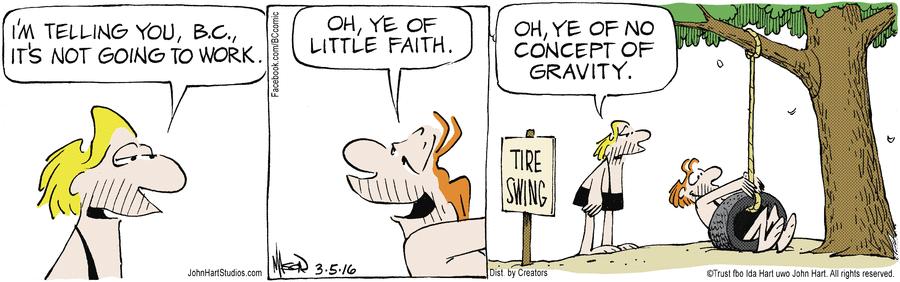 I'M TELLING YOU, B.C.,
IT'S NOT GOING TO WORK.
JohnHartStudios.com
Facebook.com/BCcomic
OH, YE OF
LITTLE FAITH.
3·5·16
OH, YE OF NO
CONCEPT OF
GRAVITY.
TIRE
SWING
Dist. by Creators
©Trust fbo Ida Hart uwo John Hart. All rights reserved.